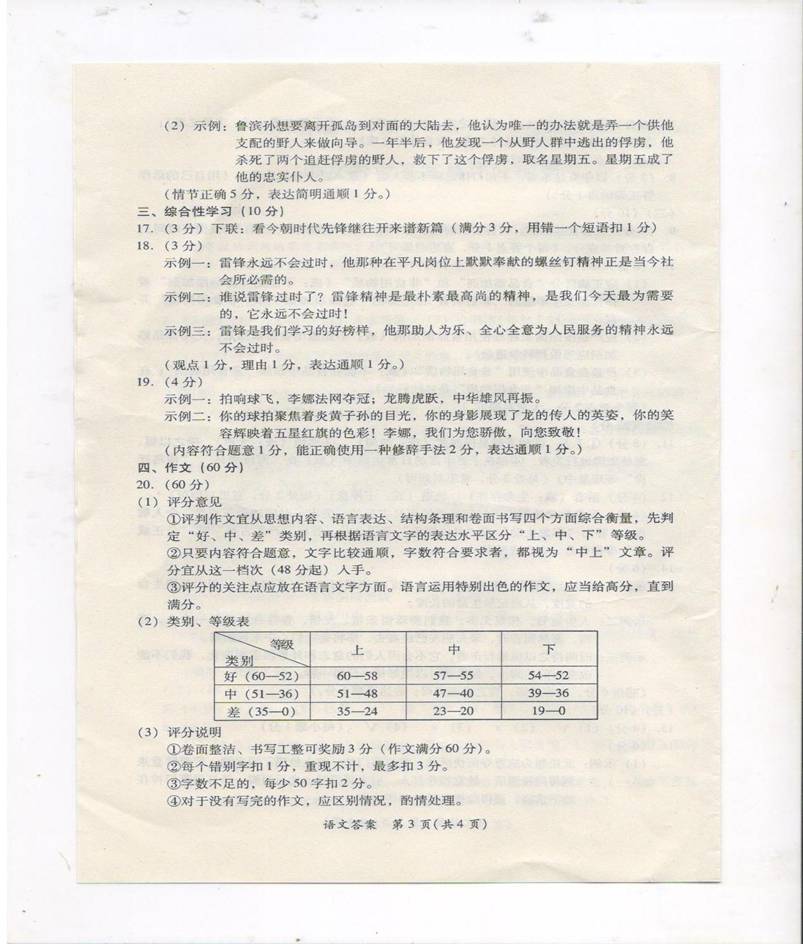 (2) 示例：鲁滨孙想要离开孤岛到对面的大陆去，他认为唯一的办法就是弄一个供他
支配的野人来做向导。一年半后，他发现一个从野人群中逃出的俘虏，他
杀死了两个追赶俘虏的野人，救下了这个俘虏，取名星期五。星期五成了
他的忠实仆人。
(情节正确5分，表达简明通顺1分。)
三、综合性学习 (10分)
17. (3分) 下联：看今朝时代先锋继往开来谱新篇 (满分3分，用错一个短语扣1分)
18. (3分)
示例一：雷锋永远不会过时，他那种在平凡岗位上默默奉献的螺丝钉精神正是当今社
会所必需的。
示例二：谁说雷锋过时了？雷锋精神是最朴素最高尚的精神，是我们今天最为需要
的，它永远不会过时！
示例三：雷锋是我们学习的好榜样，他那助人为乐、全心全意为人民服务的精神永远
不会过时。
(观点1分，理由1分，表达通顺1分。)
19. (4分)
示例一：拍响球飞，李娜法网夺冠；龙腾虎跃，中华雄风再振。
示例二：你的球拍聚焦着炎黄子孙的目光，你的身影展现了龙的传人的英姿，你的笑
容辉映着五星红旗的色彩！李娜，我们为您骄傲，向您致敬！
(内容符合题意1分，能正确使用一种修辞手法2分，表达通顺1分。)
四、作文 (60分)
20. (60分)
(1) 评分意见
①评判作文宜从思想内容、语言表达、结构条理和卷面书写四个方面综合衡量，先判
定“好、中、差”类别，再根据语言文字的表达水平区分“上、中、下”等级。
②只要内容符合题意，文字比较通顺，字数符合要求者，都视为“中上”文章。评
分宜从这一档次 (48分起) 入手。
③评分的关注点应放在语言文字方面。语言运用特别出色的作文，应当给高分，直到
满分。
(2) 类别、等级表
等级 上 中 下
类别
好 (60—52) 60—58 57—55 54—52
中 (51—36) 51—48 47—40 39—36
差 (35—0) 35—24 23—20 19—0
(3) 评分说明
①卷面整洁、书写工整可奖励3分 (作文满分60分)。
②每个错别字扣1分，重现不计，最多扣3分。
③字数不足的，每少50字扣2分。
④对于没有写完的作文，应区别情况，酌情处理。
语文答案 第3页(共4页)